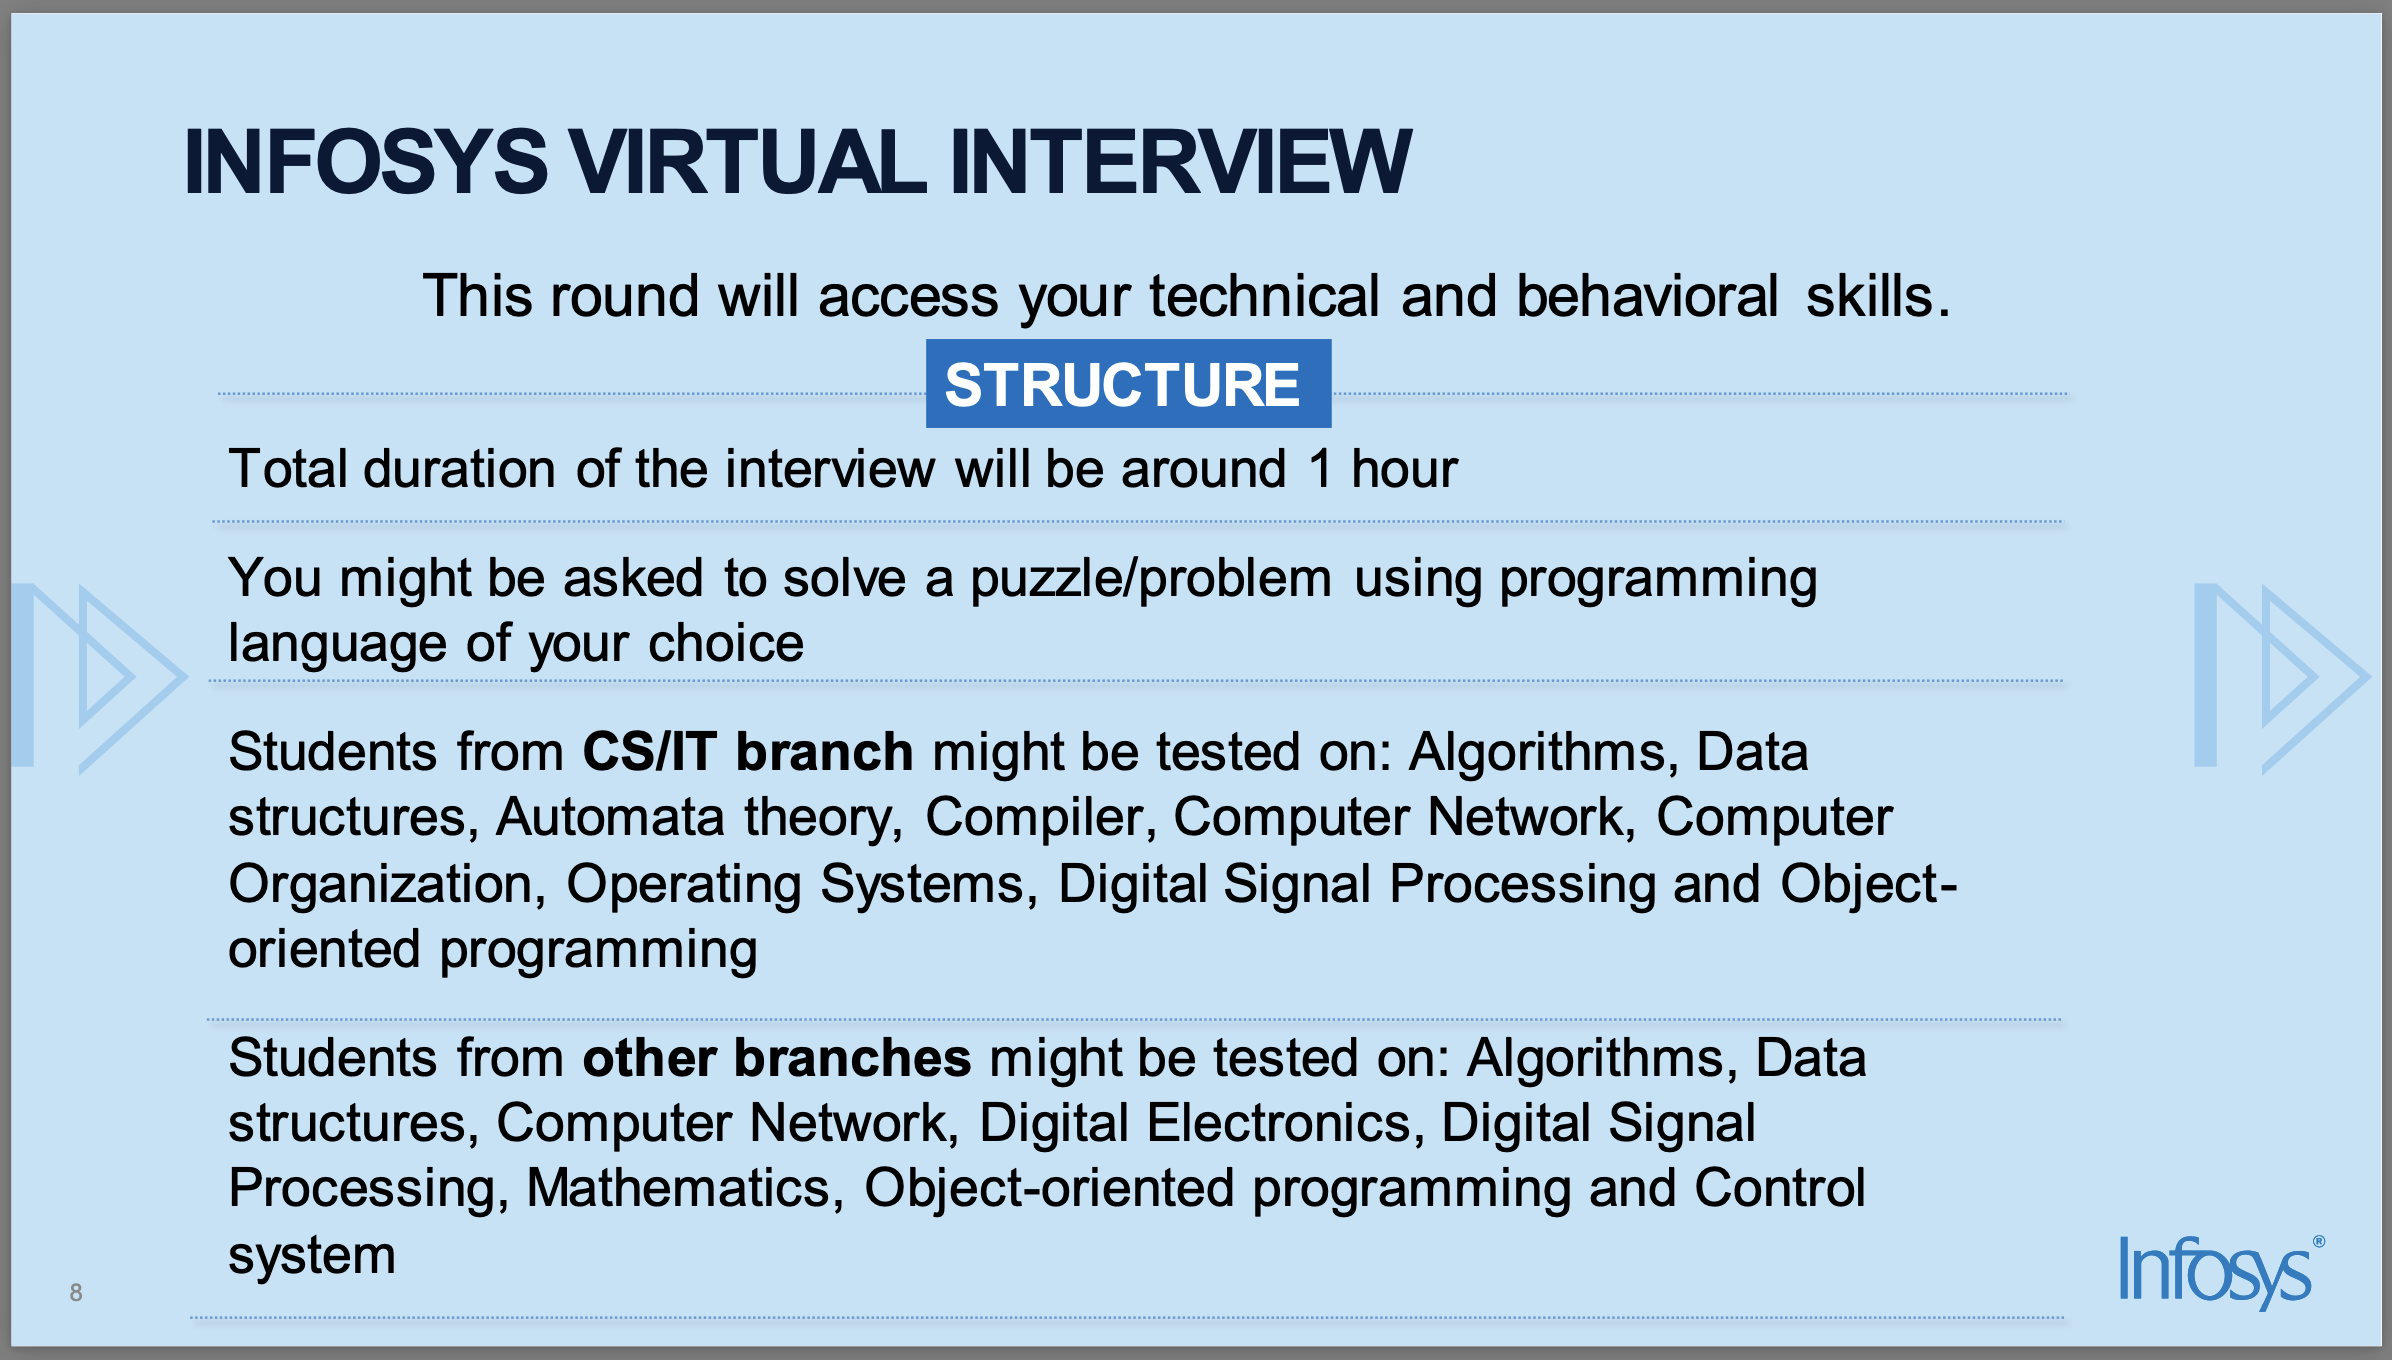 INFOSYS VIRTUAL INTERVIEW
This round will access your technical and behavioral skills.
STRUCTURE
Total duration of the interview will be around 1 hour
You might be asked to solve a puzzle/problem using programming
language of your choice
Students from CS/IT branch might be tested on: Algorithms, Data
structures, Automata theory, Compiler, Computer Network, Computer
Organization, Operating Systems, Digital Signal Processing and Object-
oriented programming
Students from other branches might be tested on: Algorithms, Data
structures, Computer Network, Digital Electronics, Digital Signal
Processing, Mathematics, Object-oriented programming and Control
system
8
Infosys®